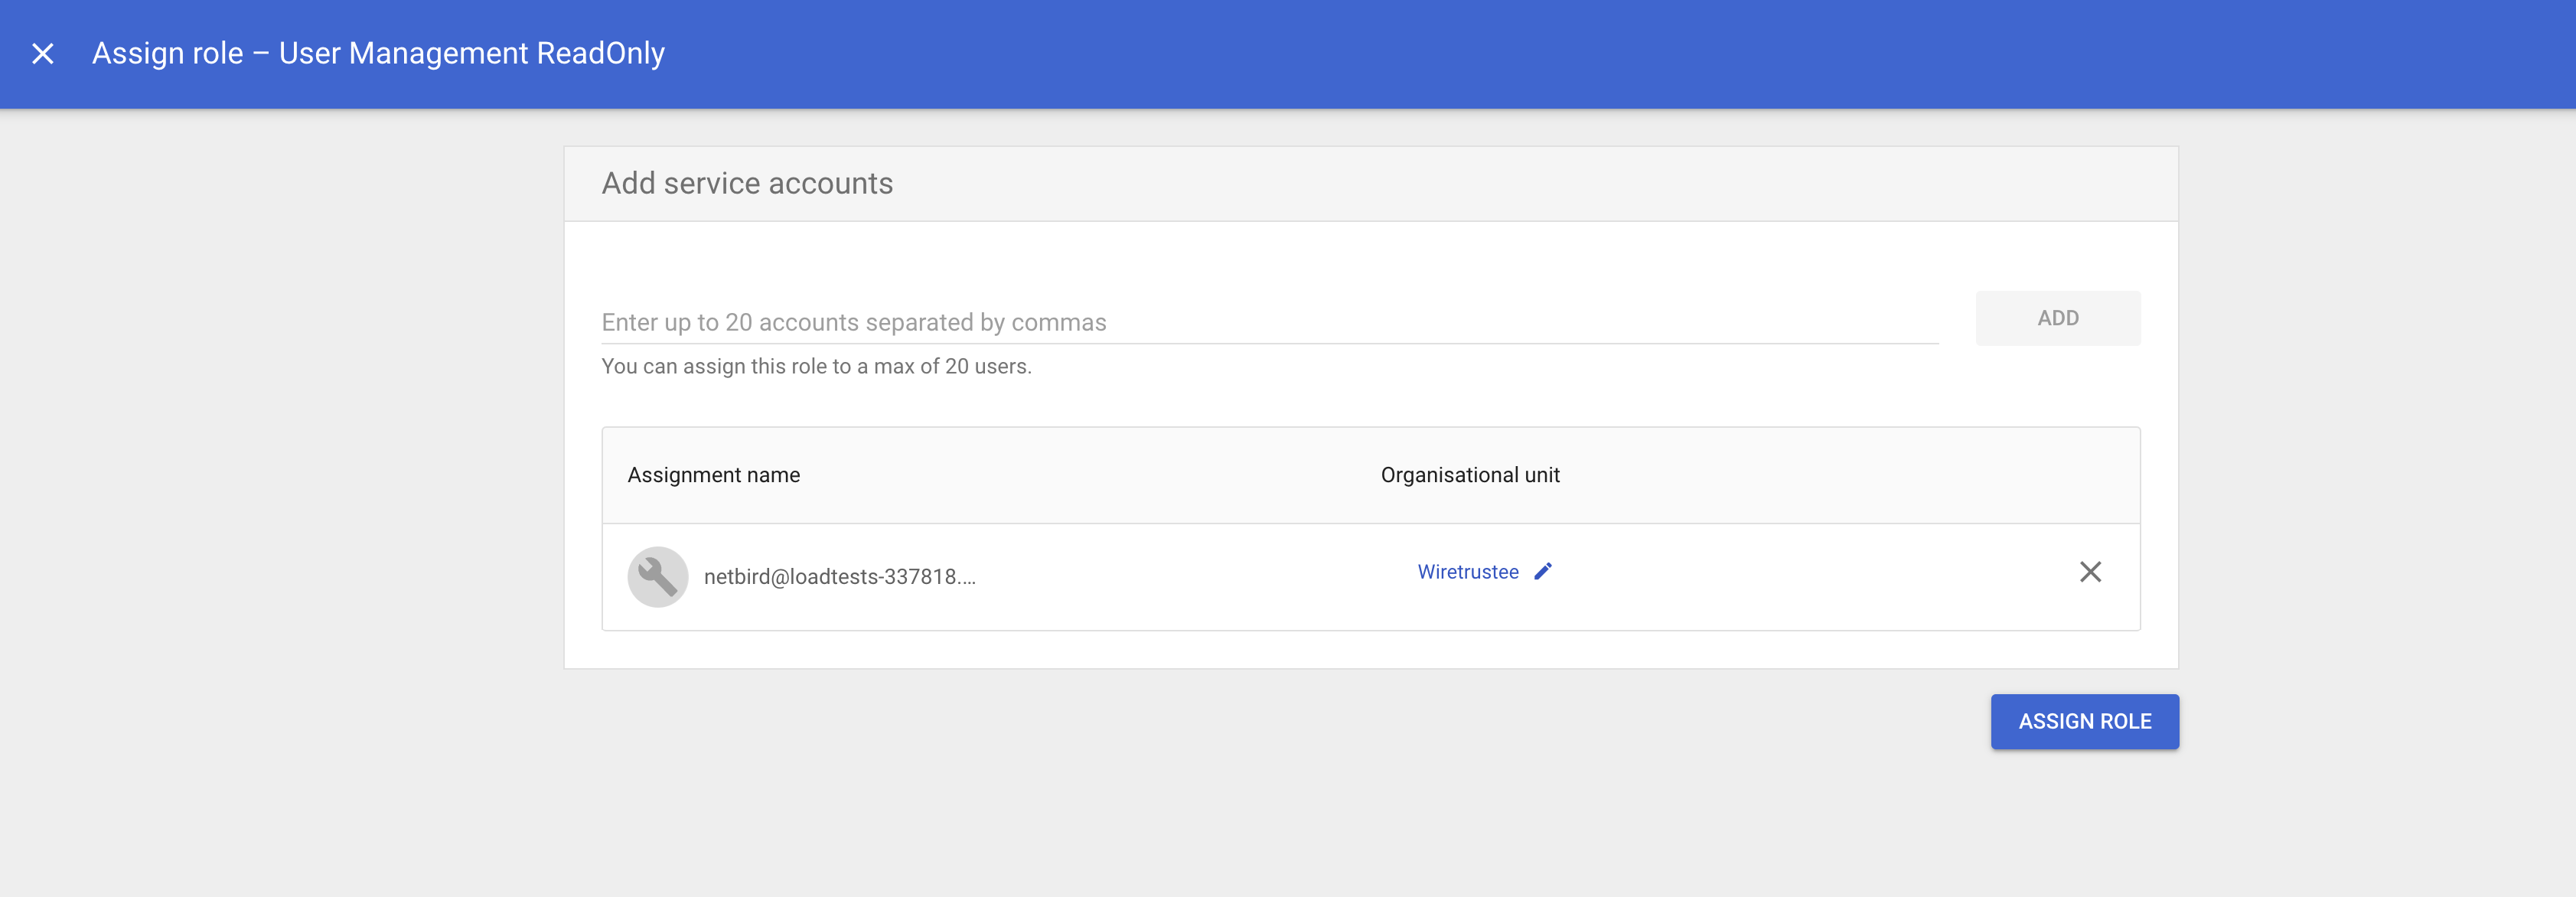 Assign role – User Management ReadOnly
Add service accounts
Enter up to 20 accounts separated by commas
ADD
You can assign this role to a max of 20 users.
Assignment name
Organisational unit
netbird@loadtests-337818....
Wiretrustee
ASSIGN ROLE